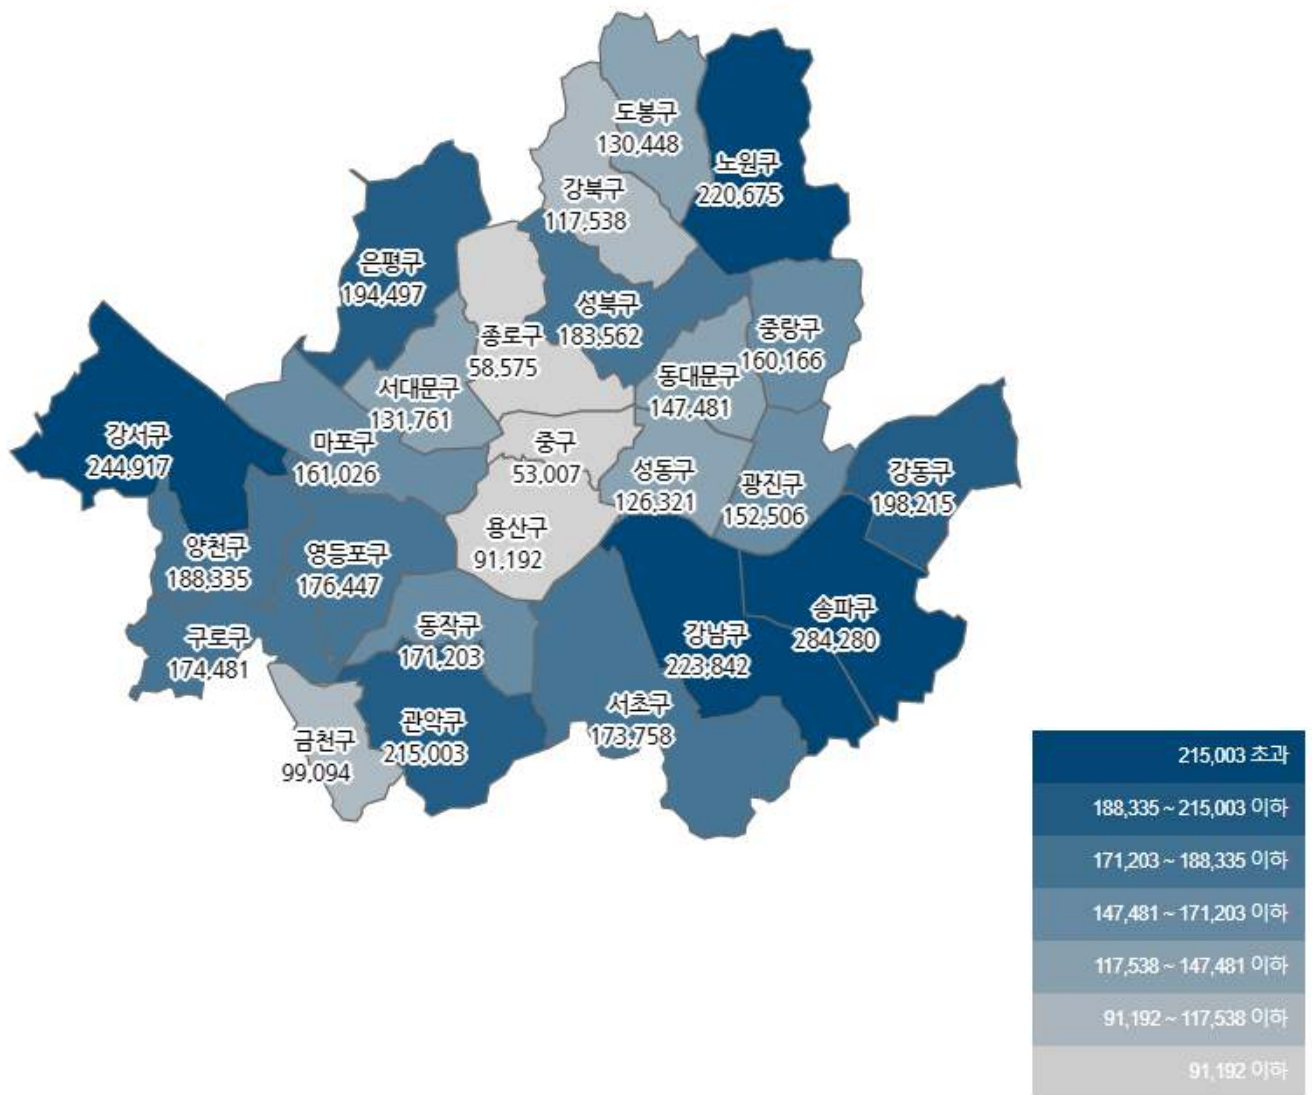 도봉구
130,448
노원구
220,675
강북구
117,538
은평구
194,497
성북구
183,562
종로구
58,575
중랑구
160,166
동대문구
147,481
서대문구
131,761
강서구
244,917
마포구
161,026
중구
53,007
성동구
126,321
광진구
152,506
강동구
198,215
용산구
91,192
양천구
188,335
영등포구
176,447
구로구
174,481
동작구
171,203
강남구
223,842
송파구
284,280
서초구
173,758
관악구
215,003
금천구
99,094
215,003 초과
188,335 ~ 215,003 이하
171,203 ~ 188,335 이하
147,481 ~ 171,203 이하
117,538 ~ 147,481 이하
91,192 ~ 117,538 이하
91,192 이하